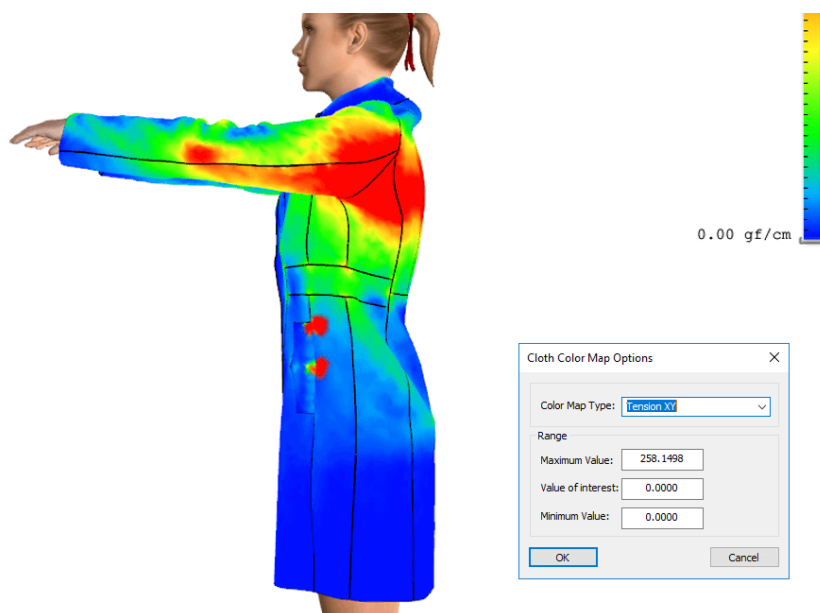 0.00 gf/cm
Cloth Color Map Options
Color Map Type: Tension XY
Range
Maximum Value: 258.1498
Value of interest: 0.0000
Minimum Value: 0.0000
OK Cancel